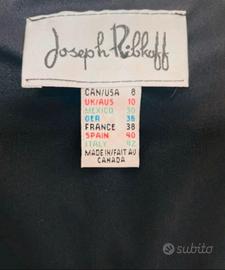 Joseph Ribkoff
CAN/USA 8
UK/AUS 10
MEXICO 30
GER 36
FRANCE 38
SPAIN 40
ITALY 42
MADE IN/FAIT AU
CANADA
subito